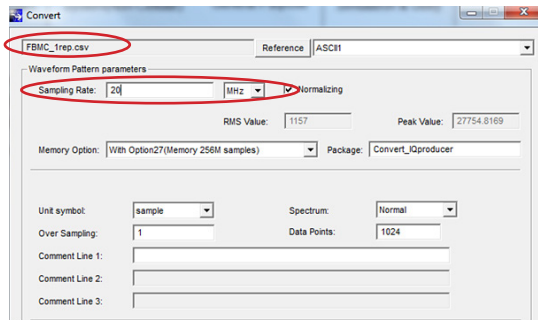 Convert
FBMC_1rep.csv Reference ASCII1
Waveform Pattern parameters
Sampling Rate: 20 MHz Normalizing
RMS Value: 1157 Peak Value: 27754.8169
Memory Option: With Option27(Memory 256M samples) Package: Convert_IQproducer
Unit symbol: sample Spectrum: Normal
Over Sampling: 1 Data Points: 1024
Comment Line 1:
Comment Line 2:
Comment Line 3: